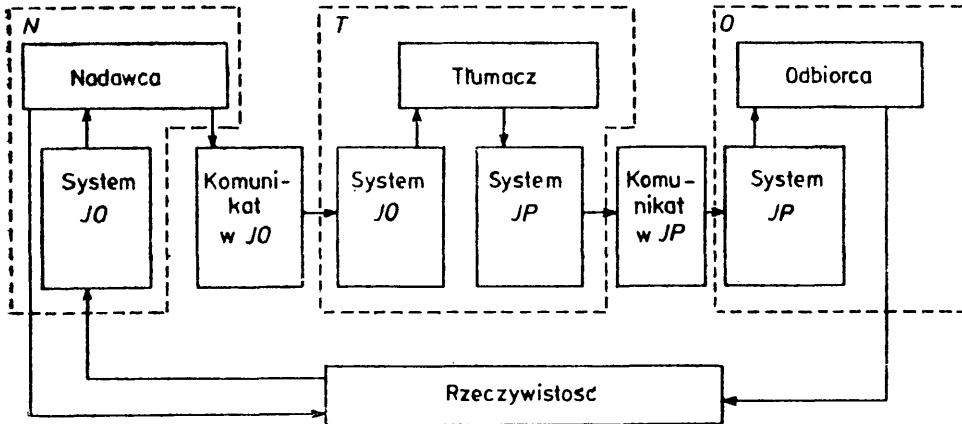 N
T
O
Nadawca
Tłumacz
Odbiorca
System
JO
Komuni-
kat
w JO
System
JO
System
JP
Komu-
nikat
w JP
System
JP
Rzeczywistość